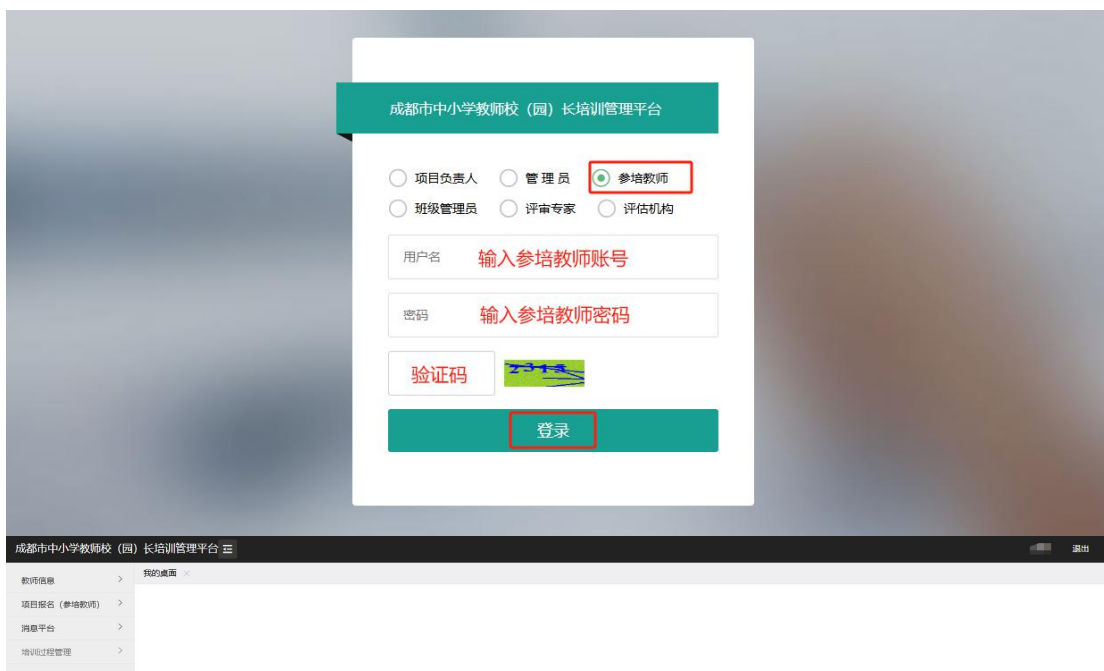 成都市中小学教师校（园）长培训管理平台
项目负责人 管 理 员 参培教师
班级管理员 评审专家 评估机构
用户名 输入参培教师账号
密码 输入参培教师密码
验证码
登录
成都市中小学教师校（园）长培训管理平台 退出
教师信息 我的桌面
项目报名（参培教师）
消息平台
培训过程管理